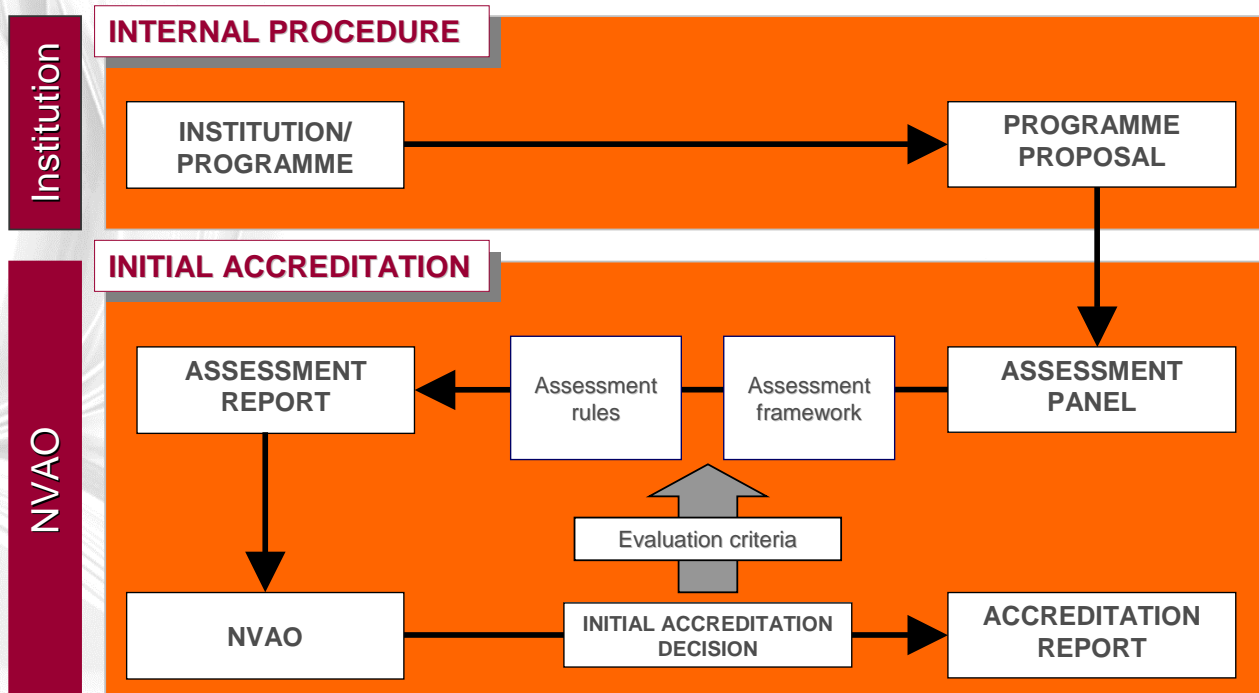 INTERNAL PROCEDURE
Institution
INSTITUTION/
PROGRAMME
PROGRAMME
PROPOSAL
INITIAL ACCREDITATION
NVAO
ASSESSMENT
REPORT
Assessment
rules
Assessment
framework
ASSESSMENT
PANEL
Evaluation criteria
NVAO
INITIAL ACCREDITATION
DECISION
ACCREDITATION
REPORT